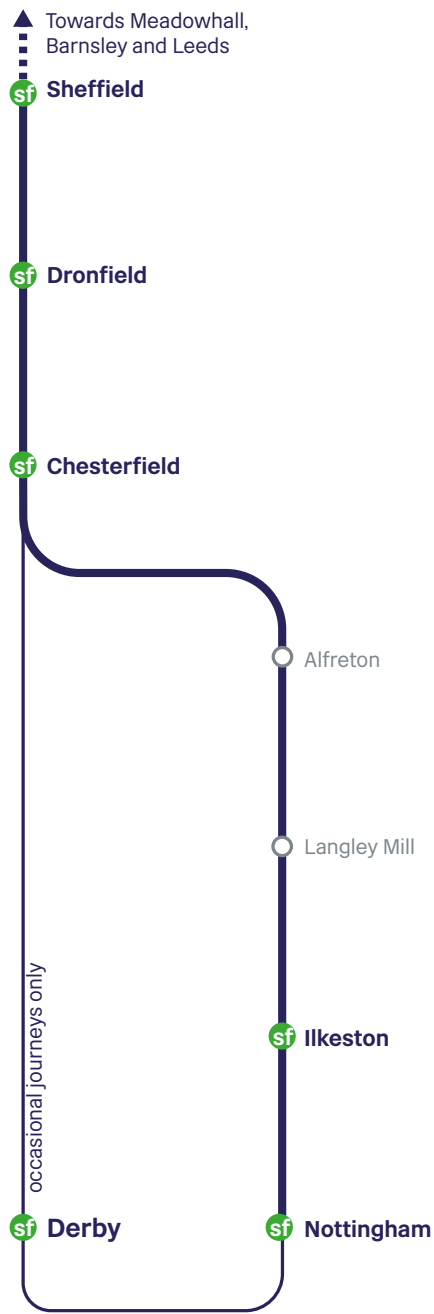 Towards Meadowhall,
Barnsley and Leeds
sf Sheffield
sf Dronfield
sf Chesterfield
Alfreton
Langley Mill
sf Ilkeston
occasional journeys only
sf Derby
sf Nottingham